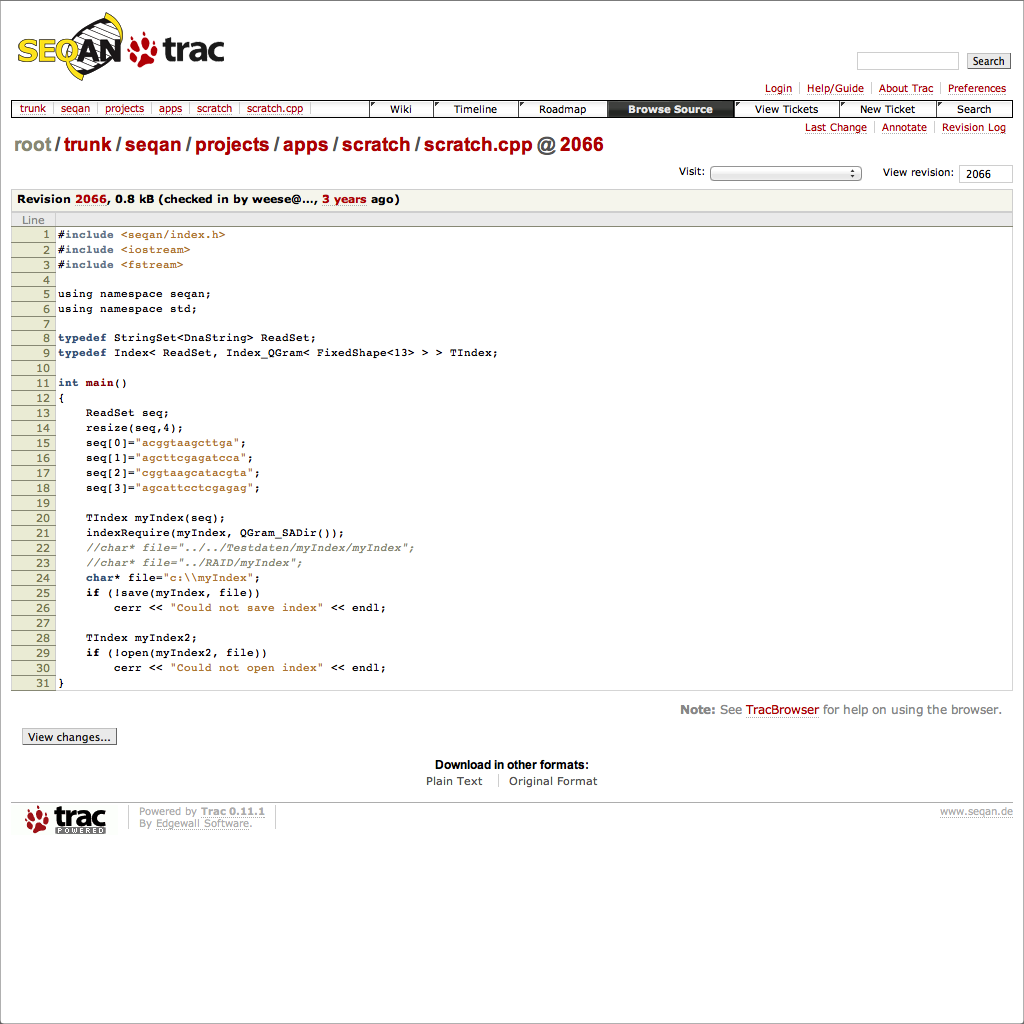 SEQAN trac
Search
Login Help/Guide About Trac Preferences
trunk seqan projects apps scratch scratch.cpp Wiki Timeline Roadmap Browse Source View Tickets New Ticket Search
Last Change Annotate Revision Log
root / trunk / seqan / projects / apps / scratch / scratch.cpp @ 2066
Visit: View revision: 2066
Revision 2066, 0.8 kB (checked in by weese@..., 3 years ago)
Line
1 #include <seqan/index.h>
2 #include <iostream>
3 #include <fstream>
4
5 using namespace seqan;
6 using namespace std;
7
8 typedef StringSet<DnaString> ReadSet;
9 typedef Index< ReadSet, Index_QGram< FixedShape<13> > > TIndex;
10
11 int main()
12 {
13     ReadSet seq;
14     resize(seq,4);
15     seq[0]="acggtaagcttga";
16     seq[1]="agcttcgagatcca";
17     seq[2]="cggtaagcatacgta";
18     seq[3]="agcattcctcgagag";
19
20     TIndex myIndex(seq);
21     indexRequire(myIndex, QGram_SADir());
22     //char* file="../../Testdaten/myIndex/myIndex";
23     //char* file="../RAID/myIndex";
24     char* file="c:\\myIndex";
25     if (!save(myIndex, file))
26         cerr << "Could not save index" << endl;
27
28     TIndex myIndex2;
29     if (!open(myIndex2, file))
30         cerr << "Could not open index" << endl;
31 }
Note: See TracBrowser for help on using the browser.
View changes...
Download in other formats:
Plain Text Original Format
trac POWERED
Powered by Trac 0.11.1
By Edgewall Software.
www.seqan.de